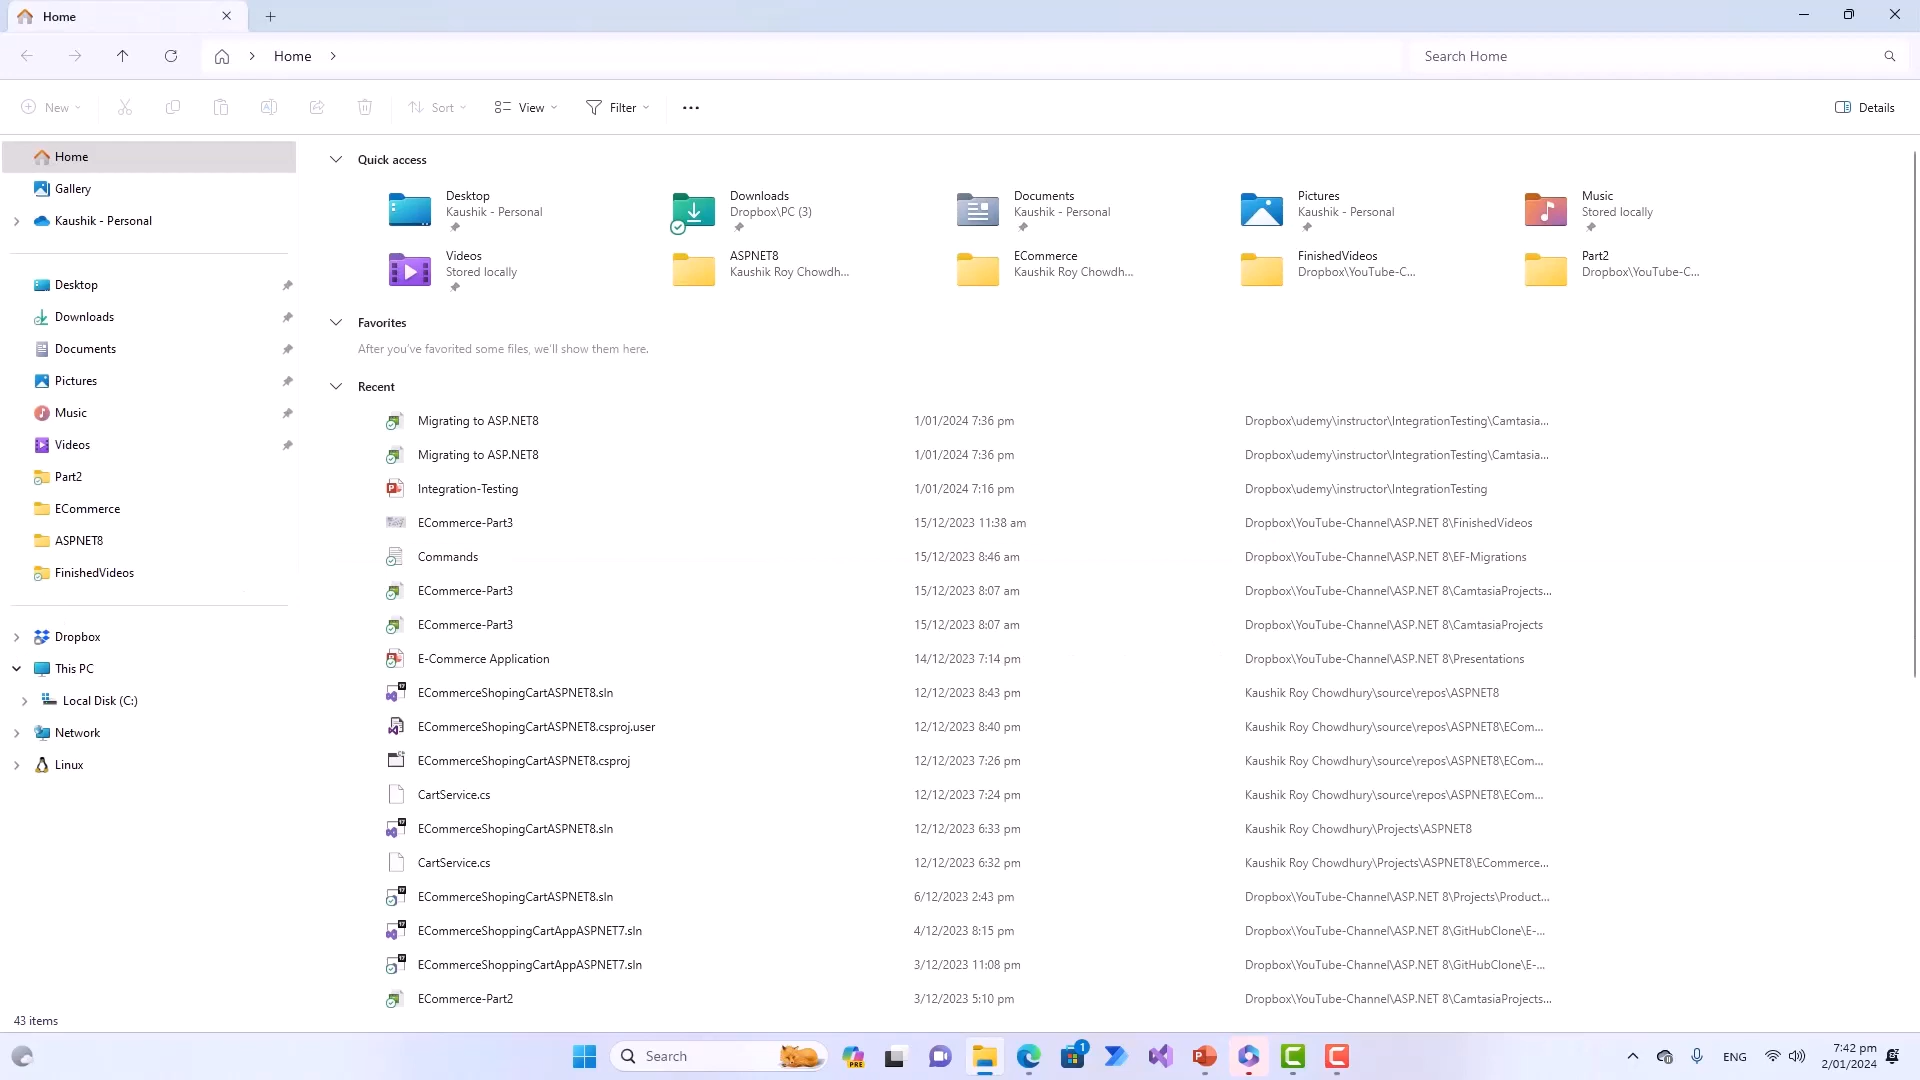 Home
Home
Search Home
New
Sort
View
Filter
Details
Home
Gallery
Kaushik - Personal
Desktop
Downloads
Documents
Pictures
Music
Videos
Part2
ECommerce
ASPNET8
FinishedVideos
Dropbox
This PC
Local Disk (C:)
Network
Linux
Quick access
Desktop
Kaushik - Personal
Downloads
Dropbox\PC (3)
Documents
Kaushik - Personal
Pictures
Kaushik - Personal
Music
Stored locally
Videos
Stored locally
ASPNET8
Kaushik Roy Chowdh...
ECommerce
Kaushik Roy Chowdh...
FinishedVideos
Dropbox\YouTube-C...
Part2
Dropbox\YouTube-C...
Favorites
After you've favorited some files, we'll show them here.
Recent
Migrating to ASP.NET8 1/01/2024 7:36 pm Dropbox\udemy\instructor\IntegrationTesting\Camtasia...
Migrating to ASP.NET8 1/01/2024 7:36 pm Dropbox\udemy\instructor\IntegrationTesting\Camtasia...
Integration-Testing 1/01/2024 7:16 pm Dropbox\udemy\instructor\IntegrationTesting
ECommerce-Part3 15/12/2023 11:38 am Dropbox\YouTube-Channel\ASP.NET 8\FinishedVideos
Commands 15/12/2023 8:46 am Dropbox\YouTube-Channel\ASP.NET 8\EF-Migrations
ECommerce-Part3 15/12/2023 8:07 am Dropbox\YouTube-Channel\ASP.NET 8\CamtasiaProjects...
ECommerce-Part3 15/12/2023 8:07 am Dropbox\YouTube-Channel\ASP.NET 8\CamtasiaProjects
E-Commerce Application 14/12/2023 7:14 pm Dropbox\YouTube-Channel\ASP.NET 8\Presentations
ECommerceShopingCartASPNET8.sln 12/12/2023 8:43 pm Kaushik Roy Chowdhury\source\repos\ASPNET8
ECommerceShopingCartASPNET8.csproj.user 12/12/2023 8:40 pm Kaushik Roy Chowdhury\source\repos\ASPNET8\ECom...
ECommerceShopingCartASPNET8.csproj 12/12/2023 7:26 pm Kaushik Roy Chowdhury\source\repos\ASPNET8\ECom...
CartService.cs 12/12/2023 7:24 pm Kaushik Roy Chowdhury\source\repos\ASPNET8\ECom...
ECommerceShopingCartASPNET8.sln 12/12/2023 6:33 pm Kaushik Roy Chowdhury\Projects\ASPNET8
CartService.cs 12/12/2023 6:32 pm Kaushik Roy Chowdhury\Projects\ASPNET8\ECommerce...
ECommerceShopingCartASPNET8.sln 6/12/2023 2:43 pm Dropbox\YouTube-Channel\ASP.NET 8\Projects\Product...
ECommerceShoppingCartAppASPNET7.sln 4/12/2023 8:15 pm Dropbox\YouTube-Channel\ASP.NET 8\GitHubClone\E-...
ECommerceShoppingCartAppASPNET7.sln 3/12/2023 11:08 pm Dropbox\YouTube-Channel\ASP.NET 8\GitHubClone\E-...
ECommerce-Part2 3/12/2023 5:10 pm Dropbox\YouTube-Channel\ASP.NET 8\CamtasiaProjects...
43 items
Search
PRE
1
ENG
7:42 pm
2/01/2024